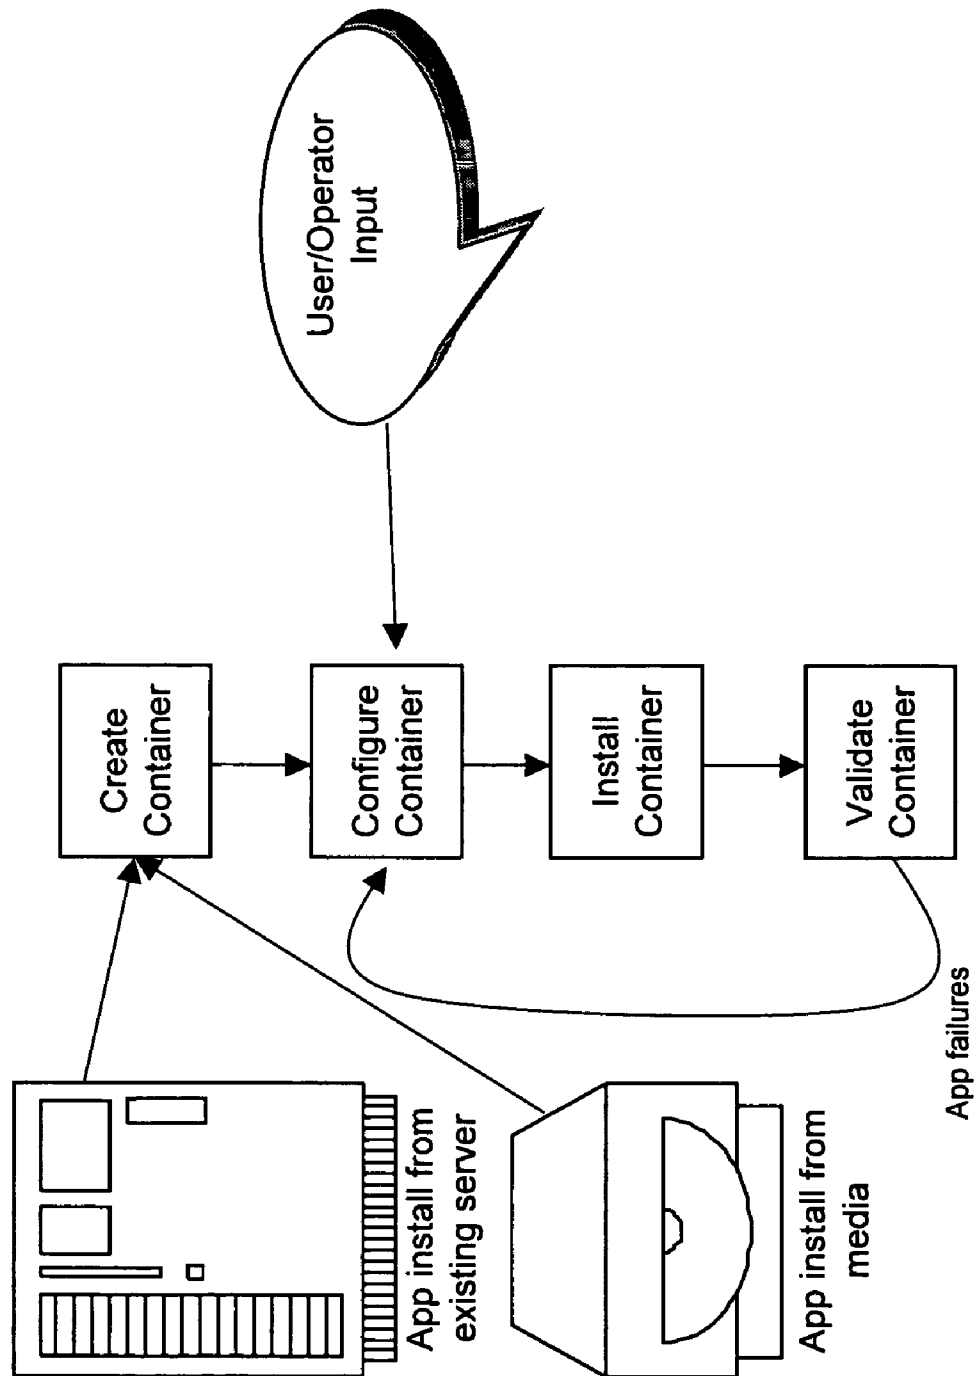 User/Operator
Input
Create
Container
Configure
Container
Install
Container
Validate
Container
App install from
existing server
App install from
media
App failures